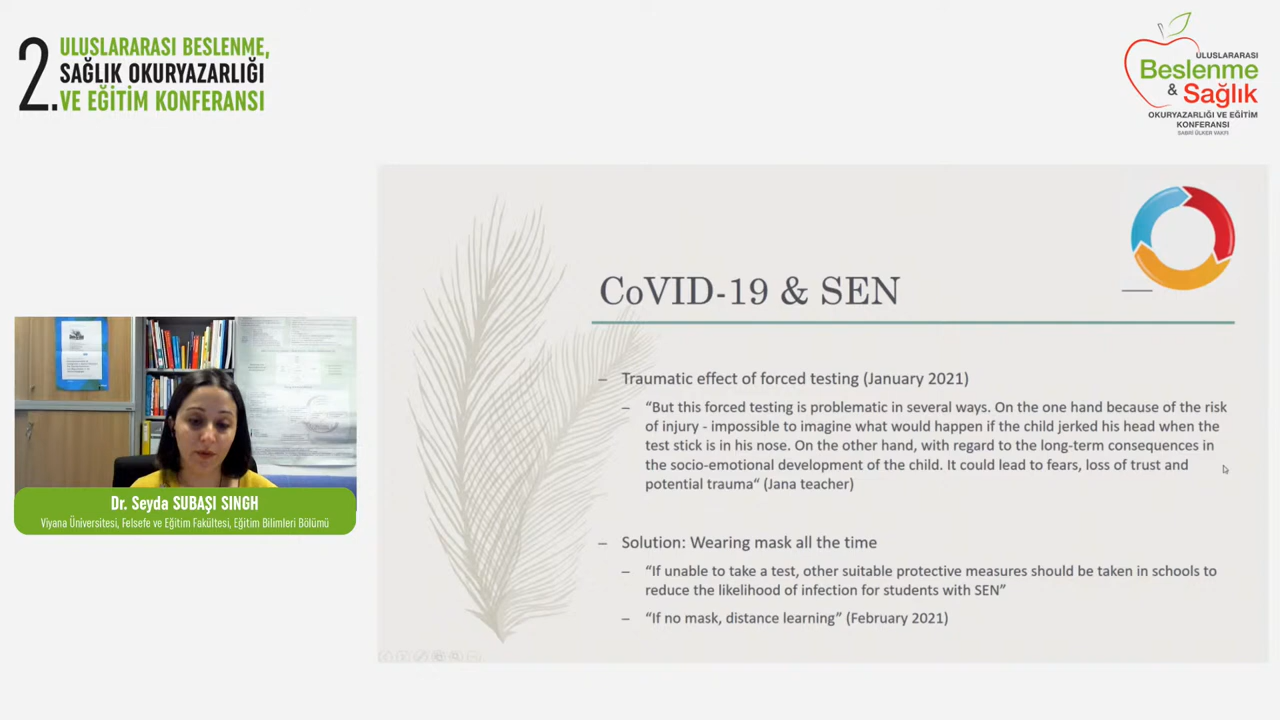 2.
ULUSLARARASI BESLENME,
SAĞLIK OKURYAZARLIĞI
VE EĞİTİM KONFERANSI
ULUSLARARASI
Beslenme
& Sağlık
OKURYAZARLIĞI VE EĞİTİM
KONFERANSI
SABRİ ÜLKER VAKFI
CoVID-19 & SEN
– Traumatic effect of forced testing (January 2021)
– “But this forced testing is problematic in several ways. On the one hand because of the risk
of injury - impossible to imagine what would happen if the child jerked his head when the
test stick is in his nose. On the other hand, with regard to the long-term consequences in
the socio-emotional development of the child. It could lead to fears, loss of trust and
potential trauma“ (Jana teacher)
– Solution: Wearing mask all the time
– “If unable to take a test, other suitable protective measures should be taken in schools to
reduce the likelihood of infection for students with SEN”
– “If no mask, distance learning” (February 2021)
Dr. Seyda SUBAŞI SINGH
Viyana Üniversitesi, Felsefe ve Eğitim Fakültesi, Eğitim Bilimleri Bölümü